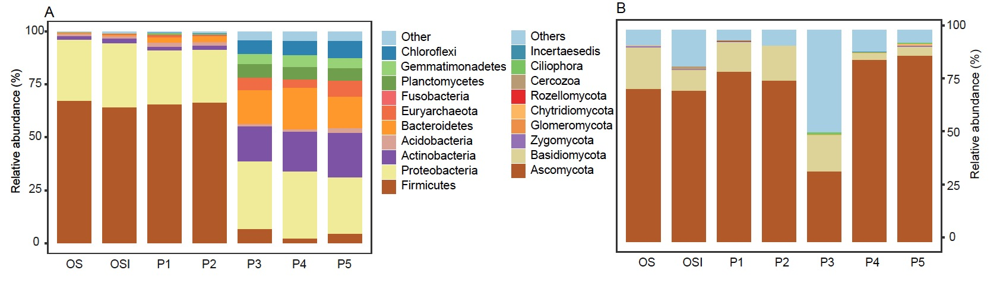 A
Relative abundance (%)
100
75
50
25
0
OS OSI P1 P2 P3 P4 P5
Other
Chloroflexi
Gemmatimonadetes
Planctomycetes
Fusobacteria
Euryarchaeota
Bacteroidetes
Acidobacteria
Actinobacteria
Proteobacteria
Firmicutes
Others
Incertaesedis
Ciliophora
Cercozoa
Rozellomycota
Chytridiomycota
Glomeromycota
Zygomycota
Basidiomycota
Ascomycota
B
100
75
50
25
0
Relative abundance (%)
OS OSI P1 P2 P3 P4 P5